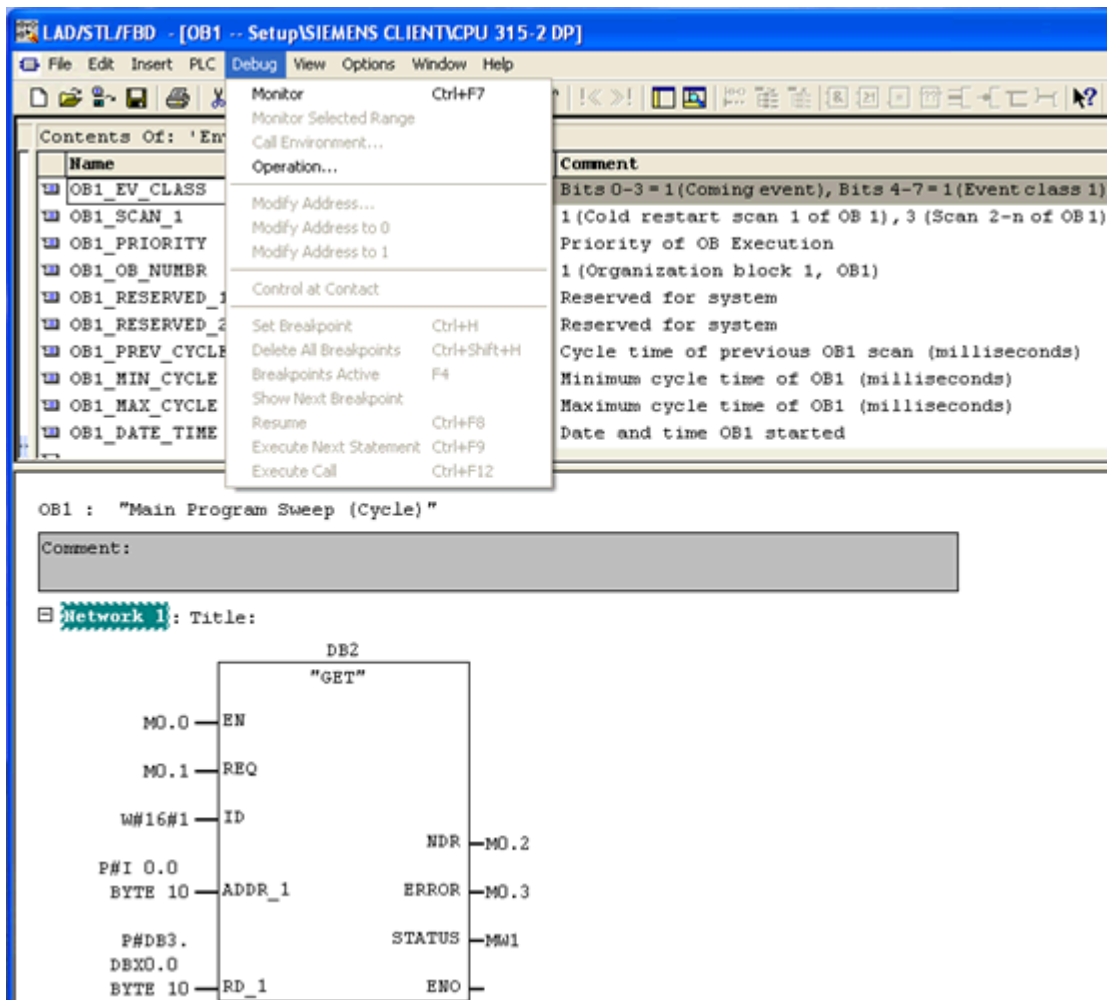 LAD/STL/FBD - [OB1 -- Setup\SIEMENS CLIENT\CPU 315-2 DP]
File Edit Insert PLC Debug View Options Window Help
Monitor Ctrl+F7
Monitor Selected Range
Call Environment...
Operation...
Modify Address...
Modify Address to 0
Modify Address to 1
Control at Contact
Set Breakpoint Ctrl+H
Delete All Breakpoints Ctrl+Shift+H
Breakpoints Active F4
Show Next Breakpoint
Resume Ctrl+F8
Execute Next Statement Ctrl+F9
Execute Call Ctrl+F12
Contents Of: 'En
Name Comment
OB1_EV_CLASS Bits 0-3 = 1 (Coming event), Bits 4-7 = 1 (Event class 1)
OB1_SCAN_1 1 (Cold restart scan 1 of OB 1), 3 (Scan 2-n of OB 1)
OB1_PRIORITY Priority of OB Execution
OB1_OB_NUMBR 1 (Organization block 1, OB1)
OB1_RESERVED_1 Reserved for system
OB1_RESERVED_2 Reserved for system
OB1_PREV_CYCLE Cycle time of previous OB1 scan (milliseconds)
OB1_MIN_CYCLE Minimum cycle time of OB1 (milliseconds)
OB1_MAX_CYCLE Maximum cycle time of OB1 (milliseconds)
OB1_DATE_TIME Date and time OB1 started
OB1 : "Main Program Sweep (Cycle)"
Comment:
Network 1: Title:
DB2
"GET"
M0.0 EN
M0.1 REQ
W#16#1 ID
NDR M0.2
P#I 0.0
BYTE 10 ADDR_1 ERROR M0.3
P#DB3. STATUS MW1
DBX0.0
BYTE 10 RD_1 ENO